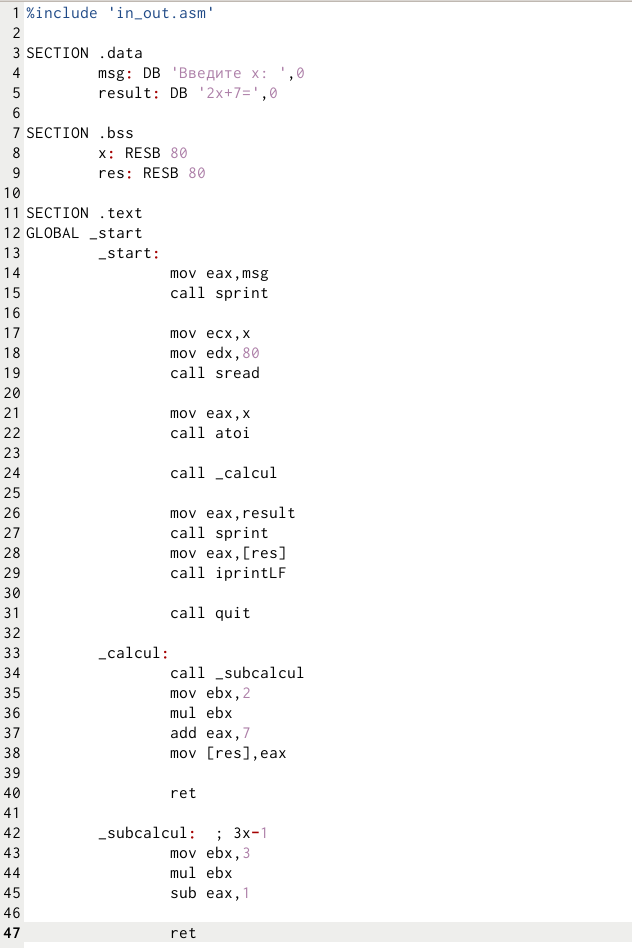 1 %include 'in_out.asm'
2
3 SECTION .data
4 msg: DB 'Введите x: ',0
5 result: DB '2x+7=',0
6
7 SECTION .bss
8 x: RESB 80
9 res: RESB 80
10
11 SECTION .text
12 GLOBAL _start
13 _start:
14 mov eax,msg
15 call sprint
16
17 mov ecx,x
18 mov edx,80
19 call sread
20
21 mov eax,x
22 call atoi
23
24 call _calcul
25
26 mov eax,result
27 call sprint
28 mov eax,[res]
29 call iprintLF
30
31 call quit
32
33 _calcul:
34 call _subcalcul
35 mov ebx,2
36 mul ebx
37 add eax,7
38 mov [res],eax
39
40 ret
41
42 _subcalcul: ; 3x-1
43 mov ebx,3
44 mul ebx
45 sub eax,1
46
47 ret